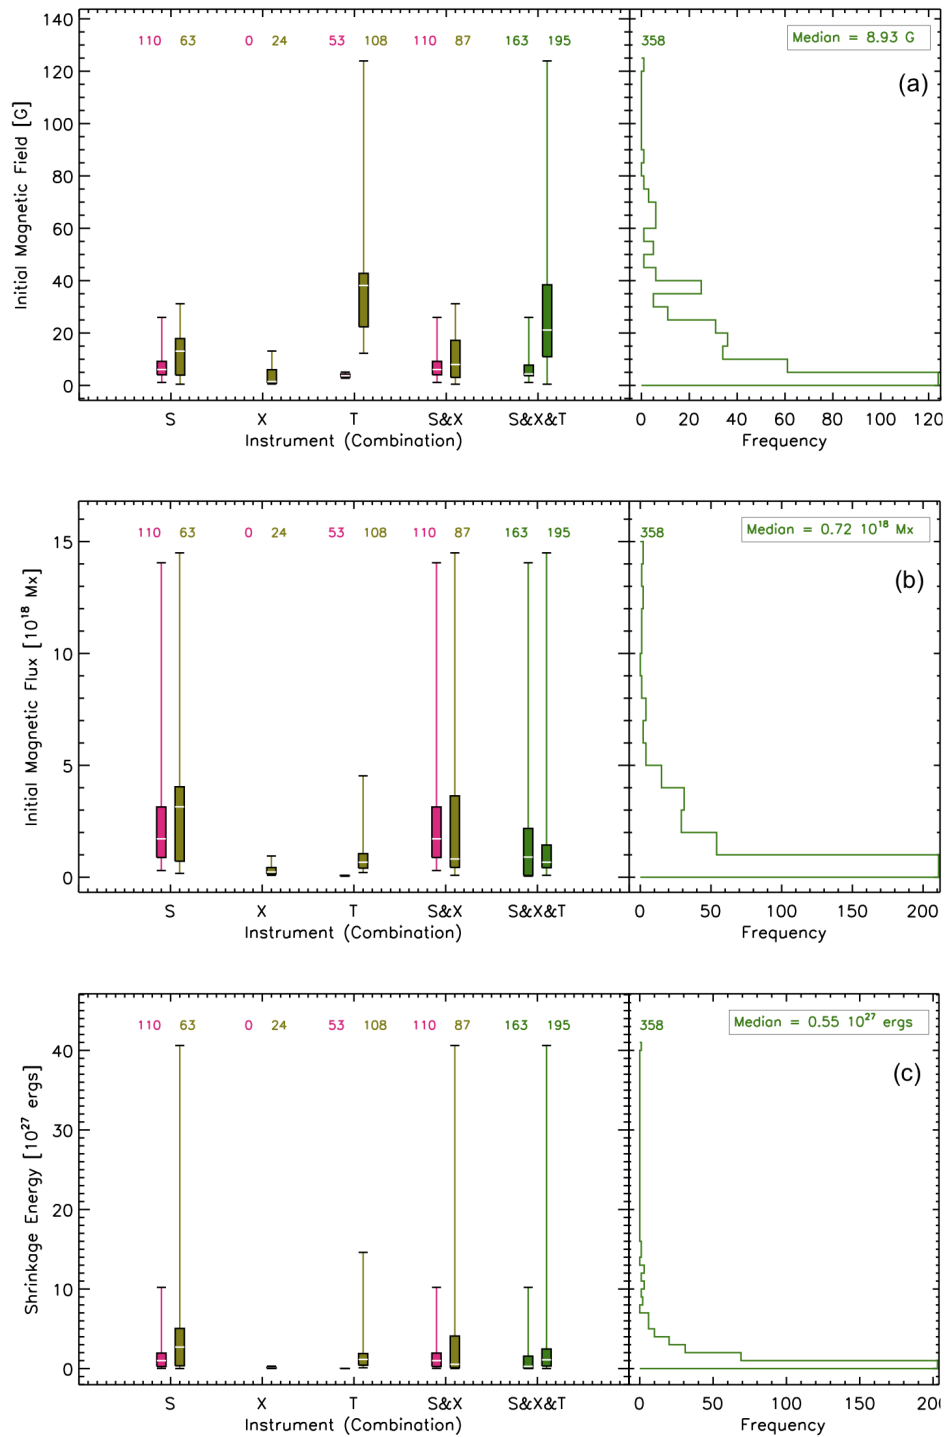 140
120
100
80
60
40
20
0
Initial Magnetic Field [G]
110 63 0 24 53 108 110 87 163 195
S X T S&X S&X&T
Instrument (Combination)
358
Median = 8.93 G
(a)
0 20 40 60 80 100 120
Frequency
15
10
5
0
Initial Magnetic Flux [10¹⁸ Mx]
110 63 0 24 53 108 110 87 163 195
S X T S&X S&X&T
Instrument (Combination)
358
Median = 0.72 10¹⁸ Mx
(b)
0 50 100 150 200
Frequency
40
30
20
10
0
Shrinkage Energy [10²⁷ ergs]
110 63 0 24 53 108 110 87 163 195
S X T S&X S&X&T
Instrument (Combination)
358
Median = 0.55 10²⁷ ergs
(c)
0 50 100 150
Frequency